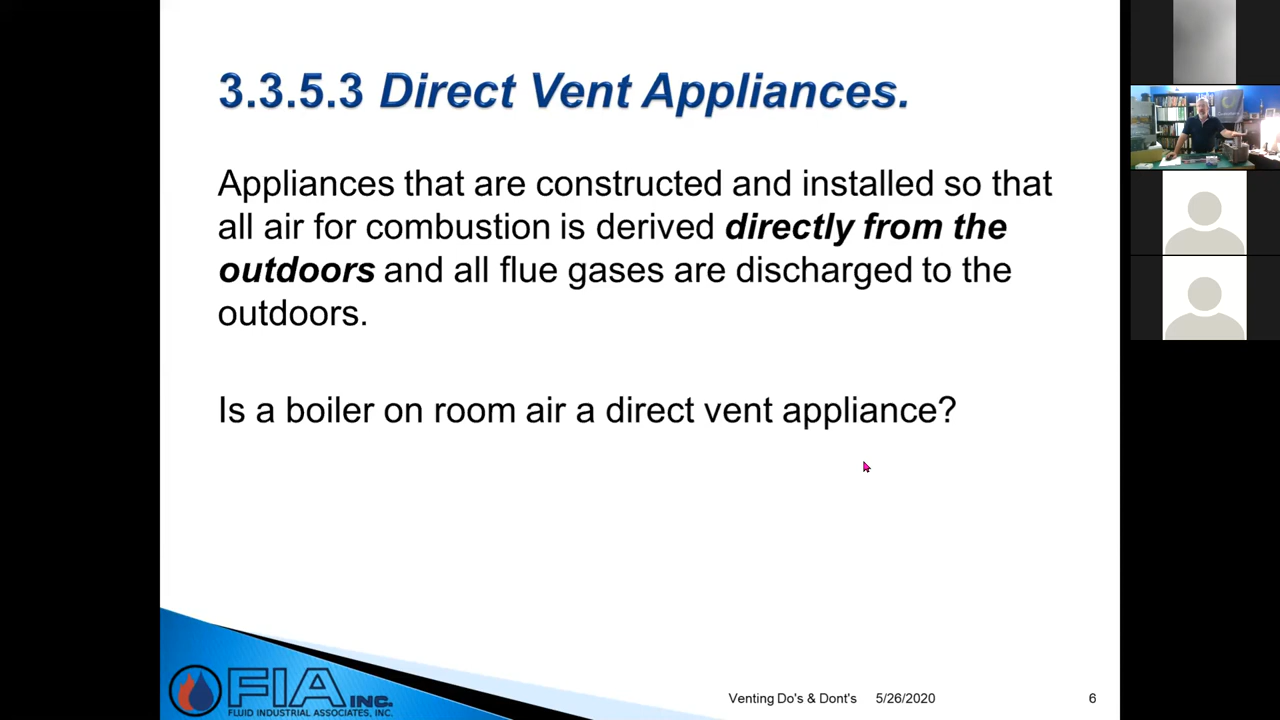 3.3.5.3 Direct Vent Appliances.
Appliances that are constructed and installed so that
all air for combustion is derived directly from the
outdoors and all flue gases are discharged to the
outdoors.
Is a boiler on room air a direct vent appliance?
FIA INC.
FLUID INDUSTRIAL ASSOCIATES, INC.
Venting Do's & Dont's 5/26/2020 6